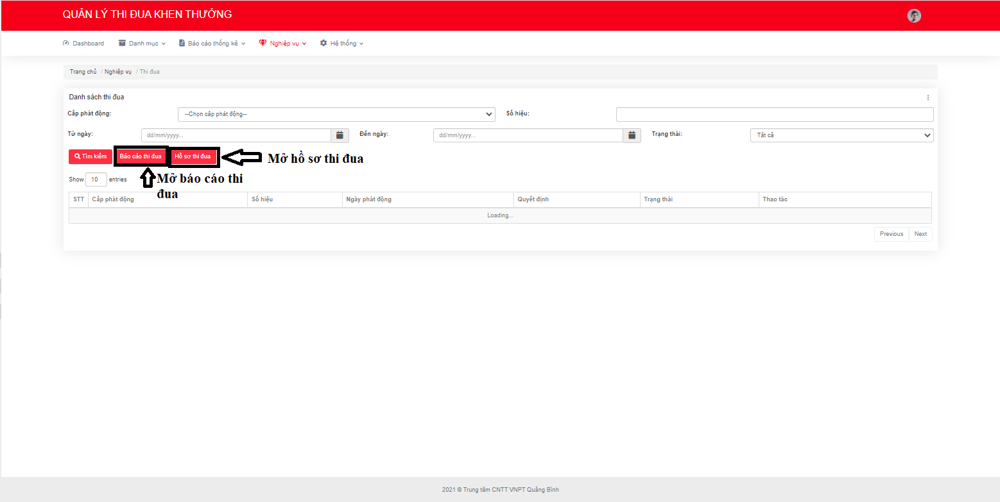 QUẢN LÝ THI ĐUA KHEN THƯỞNG
Dashboard Danh mục Báo cáo thống kê Nghiệp vụ Hệ thống
Trang chủ / Nghiệp vụ / Thi đua
Danh sách thi đua
Cấp phát động: --Chọn cấp phát động-- Số hiệu:
Từ ngày: dd/mm/yyyy... Đến ngày: dd/mm/yyyy... Trạng thái: Tất cả
Tìm kiếm Báo cáo thi đua Hồ sơ thi đua Mở hồ sơ thi đua
Show 10 entries
Mở báo cáo thi
đua
STT Cấp phát động Số hiệu Ngày phát động Quyết định Trạng thái Thao tác
Loading...
Previous Next
2021 © Trung tâm CNTT VNPT Quảng Bình